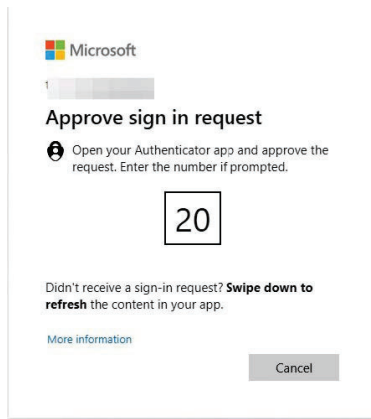 Microsoft
Approve sign in request
Open your Authenticator app and approve the
request. Enter the number if prompted.
20
Didn't receive a sign-in request? Swipe down to
refresh the content in your app.
More information
Cancel